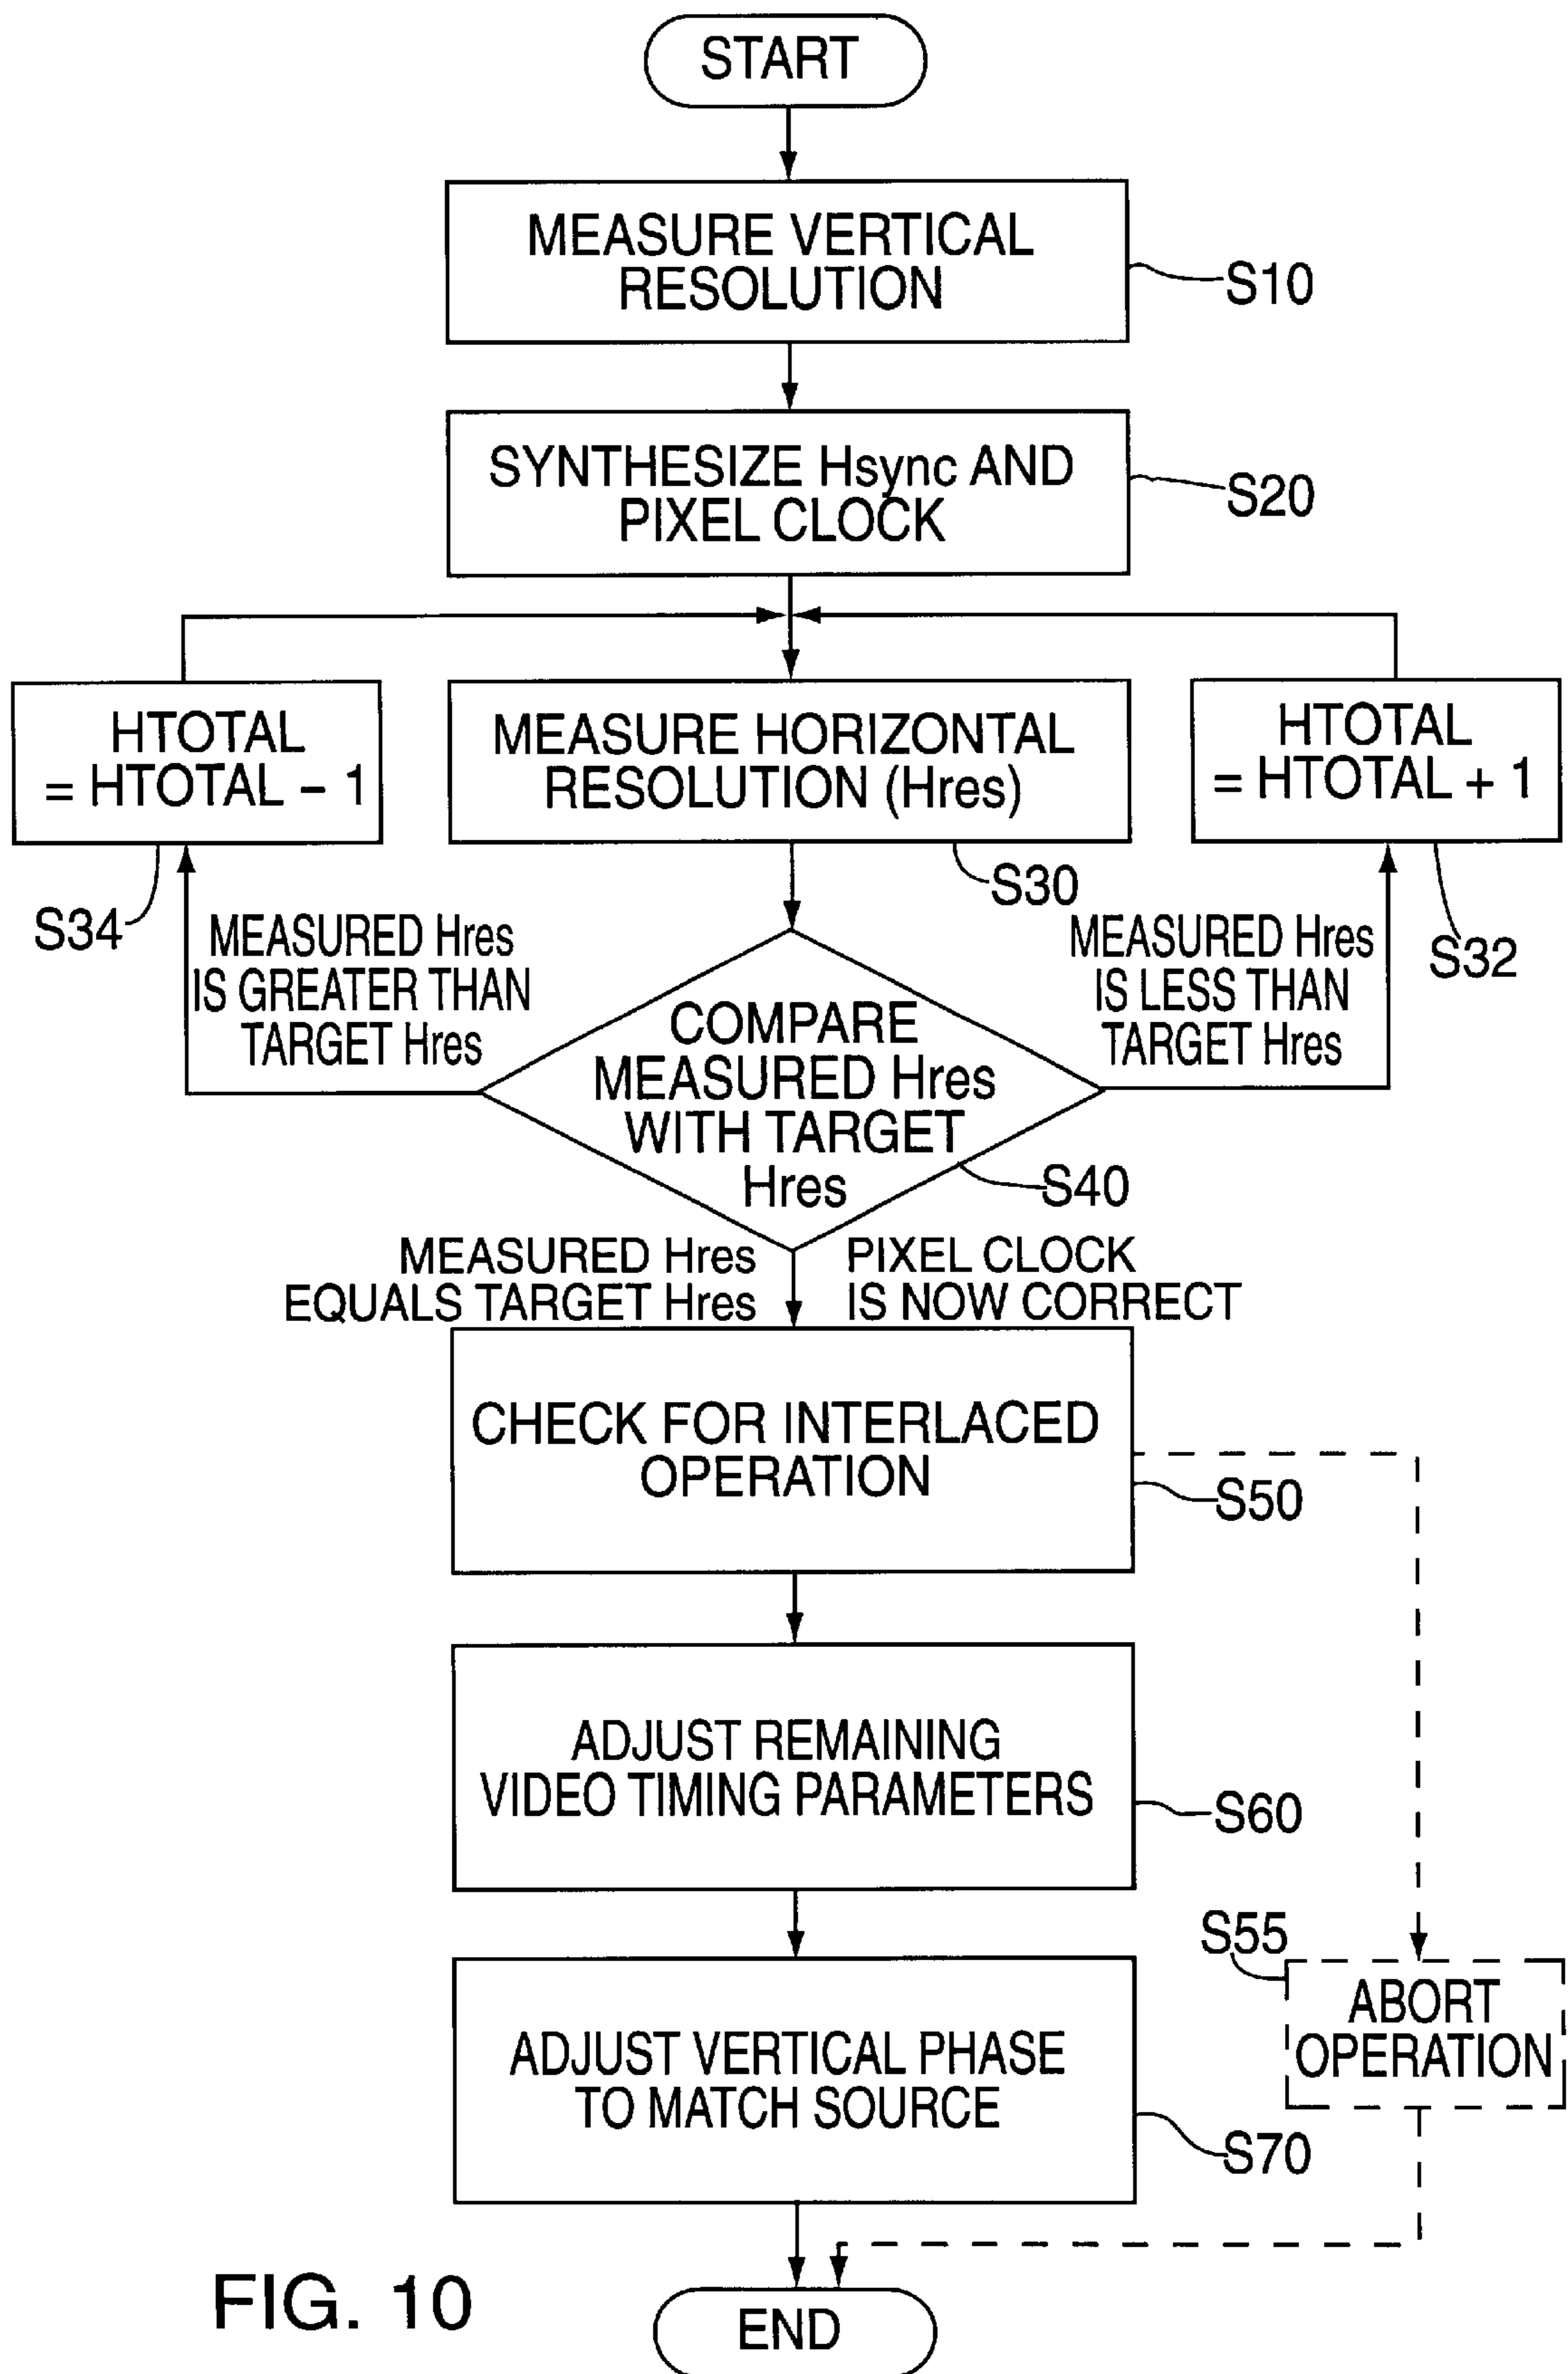 START
MEASURE VERTICAL
RESOLUTION
S10
SYNTHESIZE Hsync AND
PIXEL CLOCK
S20
HTOTAL
= HTOTAL – 1
S34
MEASURE HORIZONTAL
RESOLUTION (Hres)
S30
HTOTAL
= HTOTAL + 1
S32
MEASURED Hres
IS GREATER THAN
TARGET Hres
COMPARE
MEASURED Hres
WITH TARGET
Hres
S40
MEASURED Hres
IS LESS THAN
TARGET Hres
MEASURED Hres
EQUALS TARGET Hres
PIXEL CLOCK
IS NOW CORRECT
CHECK FOR INTERLACED
OPERATION
S50
ADJUST REMAINING
VIDEO TIMING PARAMETERS
S60
S55
ABORT
OPERATION
ADJUST VERTICAL PHASE
TO MATCH SOURCE
S70
END
FIG. 10